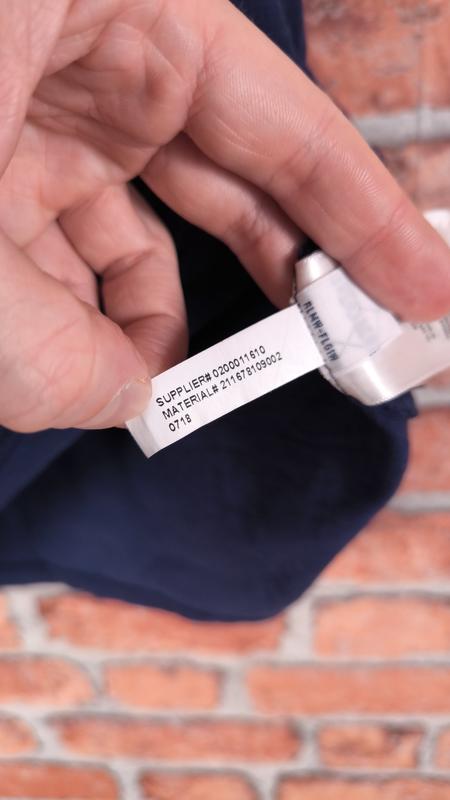 SUPPLIER# 0200011610
MATERIAL# 211678109002
0718